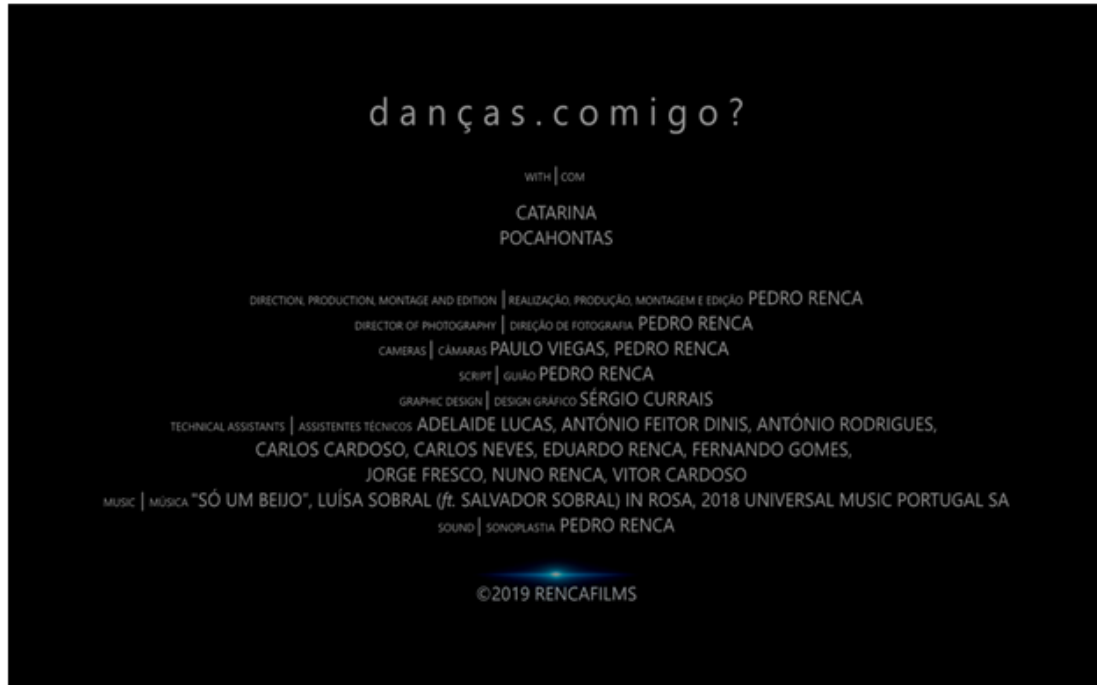 danças.comigo?
WITH | COM
CATARINA
POCAHONTAS
DIRECTION, PRODUCTION, MONTAGE AND EDITION | REALIZAÇÃO, PRODUÇÃO, MONTAGEM E EDIÇÃO PEDRO RENCA
DIRECTOR OF PHOTOGRAPHY | DIREÇÃO DE FOTOGRAFIA PEDRO RENCA
CAMERAS | CÂMARAS PAULO VIEGAS, PEDRO RENCA
SCRIPT | GUIÃO PEDRO RENCA
GRAPHIC DESIGN | DESIGN GRÁFICO SÉRGIO CURRAIS
TECHNICAL ASSISTANTS | ASSISTENTES TÉCNICOS ADELAIDE LUCAS, ANTÓNIO FEITOR DINIS, ANTÓNIO RODRIGUES,
CARLOS CARDOSO, CARLOS NEVES, EDUARDO RENCA, FERNANDO GOMES,
JORGE FRESCO, NUNO RENCA, VITOR CARDOSO
MUSIC | MÚSICA "SÓ UM BEIJO", LUÍSA SOBRAL (ft. SALVADOR SOBRAL) IN ROSA, 2018 UNIVERSAL MUSIC PORTUGAL SA
SOUND | SONOPLASTIA PEDRO RENCA
©2019 RENCAFILMS